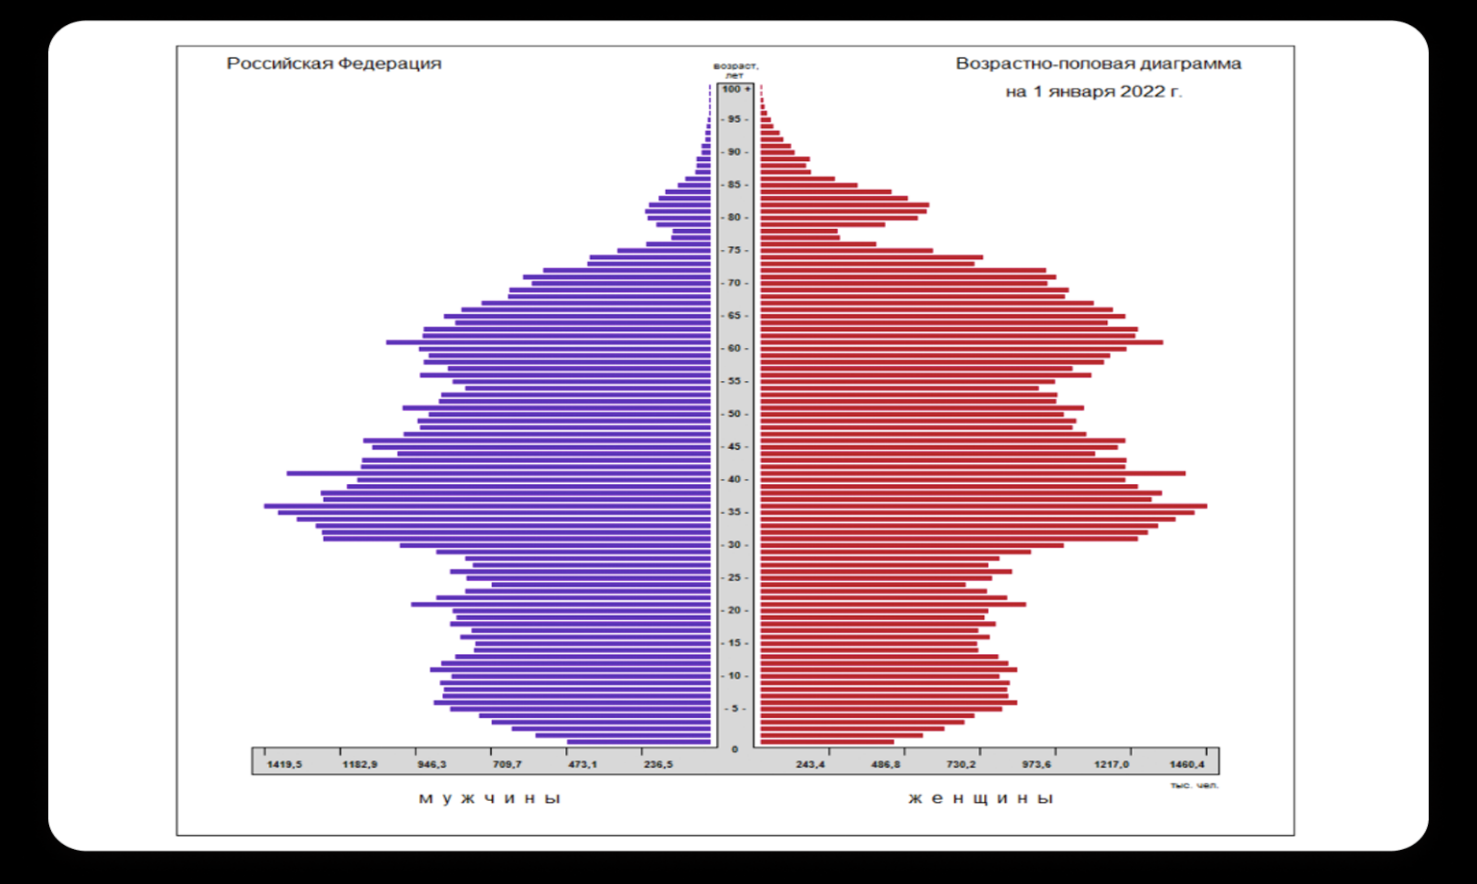 Российская Федерация
возраст,
лет
Возрастно-половая диаграмма
на 1 января 2022 г.
100 +
- 95 -
- 90 -
- 85 -
- 80 -
- 75 -
- 70 -
- 65 -
- 60 -
- 55 -
- 50 -
- 45 -
- 40 -
- 35 -
- 30 -
- 25 -
- 20 -
- 15 -
- 10 -
- 5 -
0
1419,5 1182,9 946,3 709,7 473,1 236,5 243,4 486,8 730,2 973,6 1217,0 1460,4
тыс. чел.
мужчины женщины